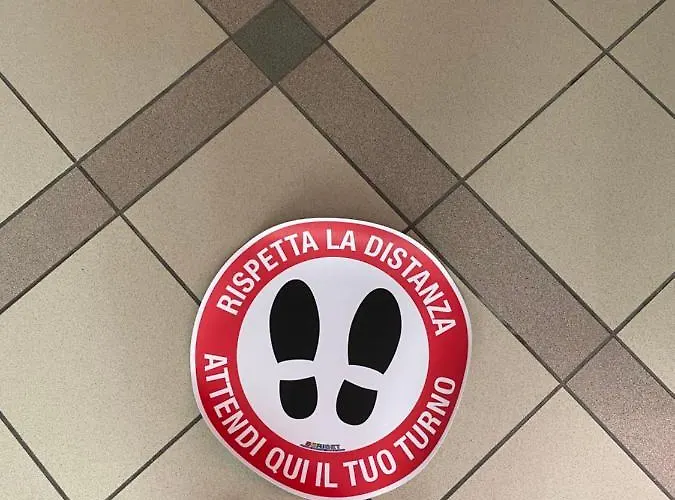 RISPETTA LA DISTANZA
ATTENDI QUI IL TUO TURNO